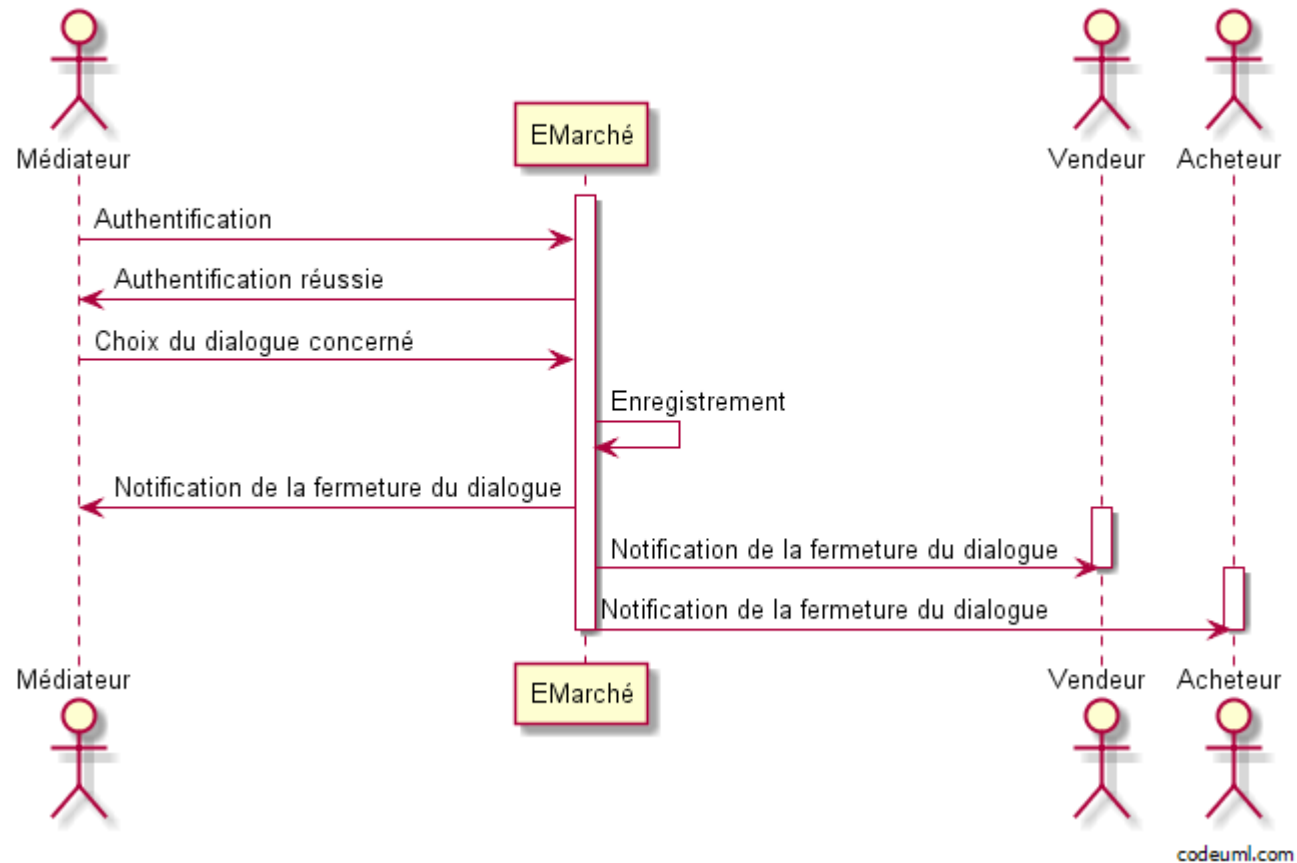 Médiateur
EMarché
Vendeur
Acheteur
Authentification
Authentification réussie
Choix du dialogue concerné
Enregistrement
Notification de la fermeture du dialogue
Notification de la fermeture du dialogue
Notification de la fermeture du dialogue
Médiateur
EMarché
Vendeur
Acheteur
codeuml.com